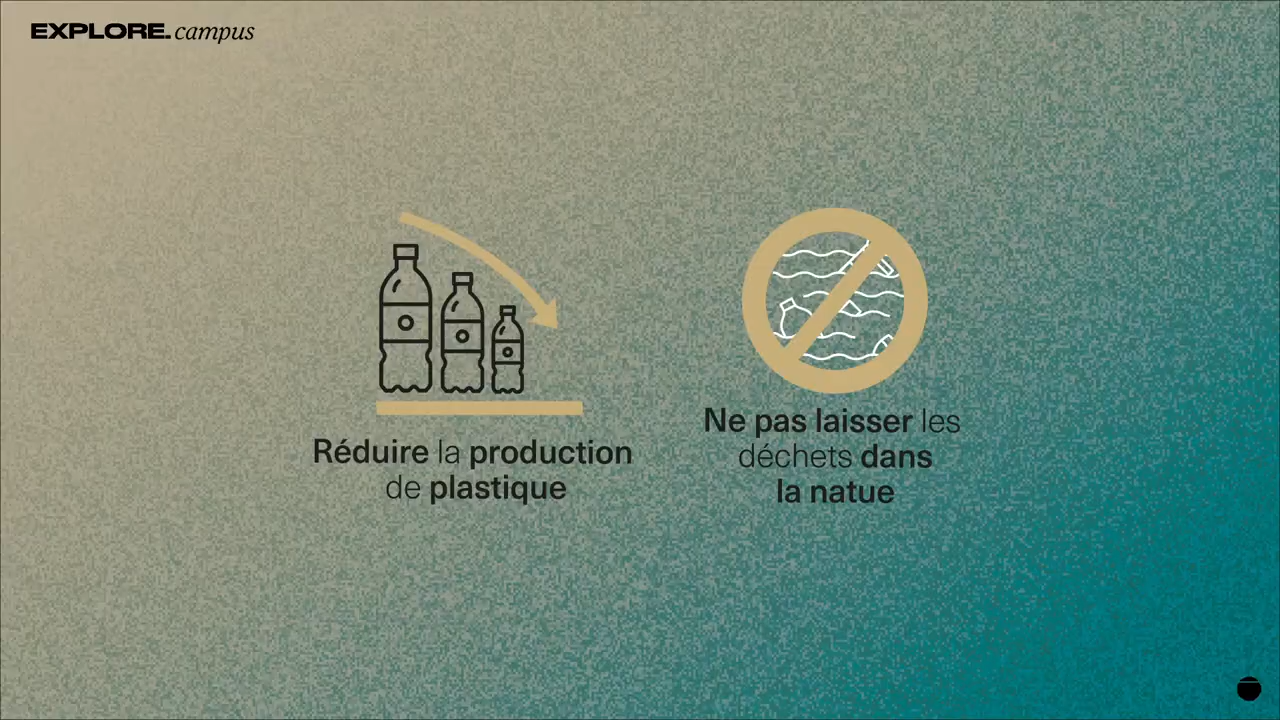 EXPLORE.campus
Réduire la production
de plastique
Ne pas laisser les
déchets dans
la natue